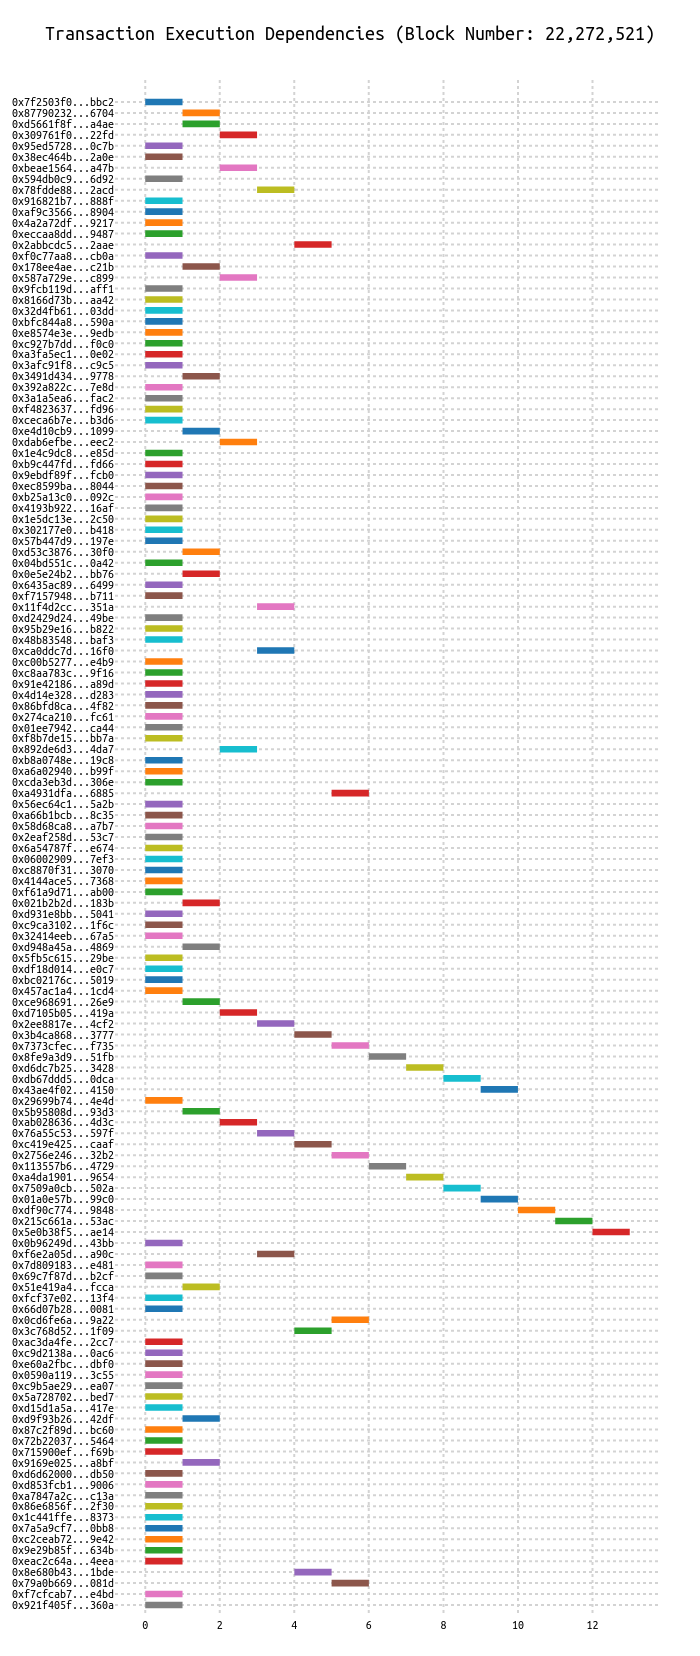 Transaction Execution Dependencies (Block Number: 22,272,521)
0x7f2503f0...bbc2
0x87790232...6704
0xd5661f8f...a4ae
0x309761f0...22fd
0x95ed5728...0c7b
0x38ec464b...2a0e
0xbeae1564...a47b
0x594db0c9...6d92
0x78fdde88...2acd
0x916821b7...888f
0xaf9c3566...8904
0x4a2a72df...9217
0xeccaa8dd...9487
0x2abbcdc5...2aae
0xf0c77aa8...cb0a
0x178ee4ae...c21b
0x587a729e...c899
0x9fcb119d...aff1
0x8166d73b...aa42
0x32d4fb61...03dd
0xbfc844a8...590a
0xe8574e3e...9edb
0xc927b7dd...f0c0
0xa3fa5ec1...0e02
0x3afc91f8...c9c5
0x3491d434...9778
0x392a822c...7e8d
0x3a1a5ea6...fac2
0xf4823637...fd96
0xceca6b7e...b3d6
0xe4d10cb9...1099
0xdab6efbe...eec2
0x1e4c9dc8...e85d
0xb9c447fd...fd66
0x9ebdf89f...fcb0
0xec8599ba...8044
0xb25a13c0...092c
0x4193b922...16af
0x1e5dc13e...2c50
0x302177e0...b418
0x57b447d9...197e
0xd53c3876...30f0
0x04bd551c...0a42
0x0e5e24b2...bb76
0x6435ac89...6499
0xf7157948...b711
0x11f4d2cc...351a
0xd2429d24...49be
0x95b29e16...b822
0x48b83548...baf3
0xca0ddc7d...16f0
0xc00b5277...e4b9
0xc8aa783c...9f16
0x91e42186...a89d
0x4d14e328...d283
0x86bfd8ca...4f82
0x274ca210...fc61
0x01ee7942...ca44
0xf8b7de15...bb7a
0x892de6d3...4da7
0xb8a0748e...19c8
0xa6a02940...b99f
0xcda3eb3d...306e
0xa4931dfa...6885
0x56ec64c1...5a2b
0xa66b1bcb...8c35
0x58d68ca8...a7b7
0x2eaf258d...53c7
0x6a54787f...e674
0x06002909...7ef3
0xc8870f31...3070
0x4144ace5...7368
0xf61a9d71...ab00
0x021b2b2d...183b
0xd931e8bb...5041
0xc9ca3102...1f6c
0x32414eeb...67a5
0xd948a45a...4869
0x5fb5c615...29be
0xdf18d014...e0c7
0xbc02176c...5019
0x457ac1a4...1cd4
0xce968691...26e9
0xd7105b05...419a
0x2ee8817e...4cf2
0x3b4ca868...3777
0x7373cfec...f735
0x8fe9a3d9...51fb
0xd6dc7b25...3428
0xdb67ddd5...0dca
0x43ae4f02...4150
0x29699b74...4e4d
0x5b95808d...93d3
0xab028636...4d3c
0x76a55c53...597f
0xc419e425...caaf
0x2756e246...32b2
0x113557b6...4729
0xa4da1901...9654
0x7509a0cb...502a
0x01a0e57b...99c0
0xdf90c774...9848
0x215c661a...53ac
0x5e0b38f5...ae14
0x0b96249d...43bb
0xf6e2a05d...a90c
0x7d809183...e481
0x69c7f87d...b2cf
0x51e419a4...fcca
0xfcf37e02...13f4
0x66d07b28...0081
0x0cd6fe6a...9a22
0x3c768d52...1f09
0xac3da4fe...2cc7
0xc9d2138a...0ac6
0xe60a2fbc...dbf0
0x0590a119...3c55
0xc9b5ae29...ea07
0x5a728702...bed7
0xd15d1a5a...417e
0xd9f93b26...42df
0x87c2f89d...bc60
0x72b22037...5464
0x715900ef...f69b
0x9169e025...a8bf
0xd6d62000...db50
0xd853fcb1...9006
0xa7847a2c...c13a
0x86e6856f...2f30
0x1c441ffe...8373
0x7a5a9cf7...0bb8
0xc2ceab72...9e42
0x9e29b85f...634b
0xeac2c64a...4eea
0x8e680b43...1bde
0x79a0b669...081d
0xf7cfcab7...e4bd
0x921f405f...360a
0 2 4 6 8 10 12